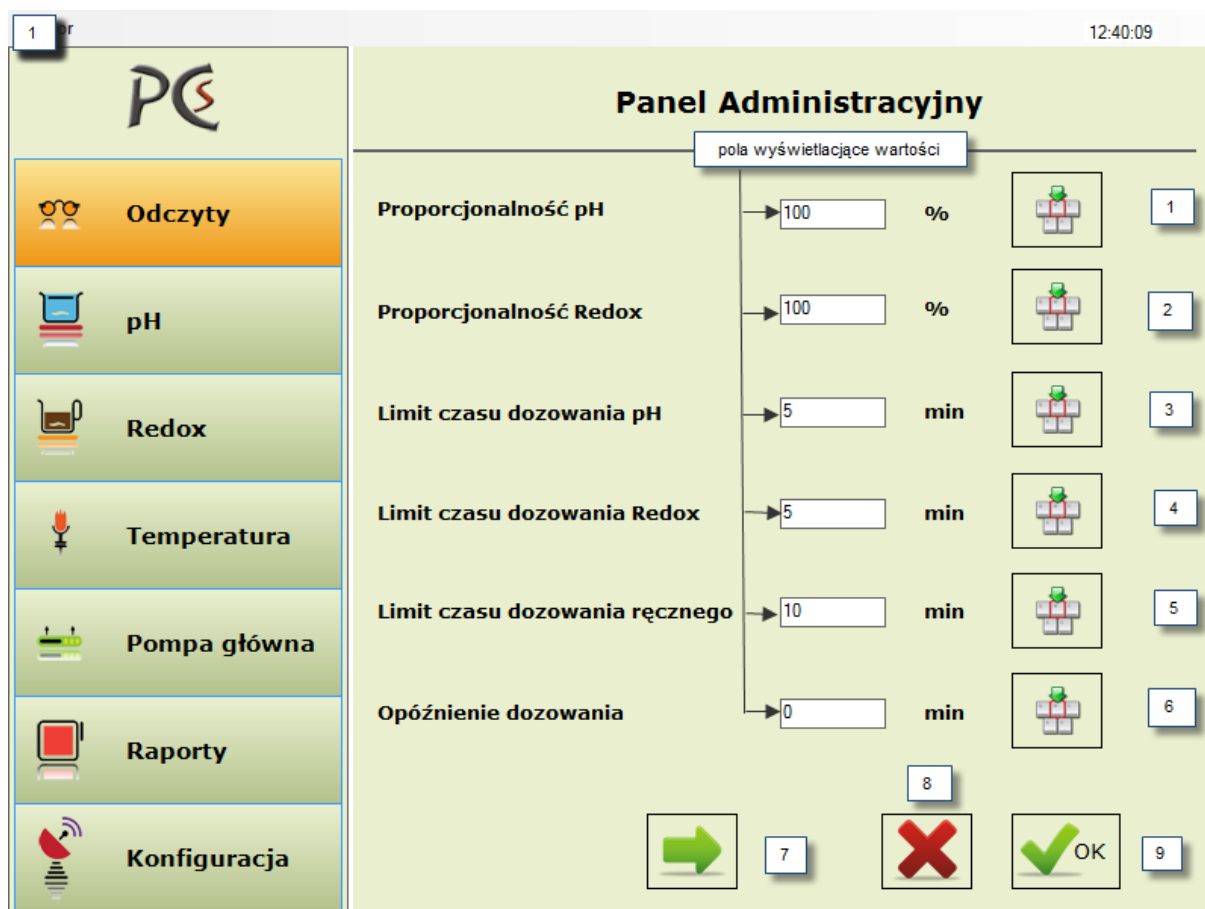 1 or
12:40:09
PCs
Panel Administracyjny
pola wyświetlacjące wartości
Odczyty
pH
Redox
Temperatura
Pompa główna
Raporty
Konfiguracja
Proporcjonalność pH 100 % 1
Proporcjonalność Redox 100 % 2
Limit czasu dozowania pH 5 min 3
Limit czasu dozowania Redox 5 min 4
Limit czasu dozowania ręcznego 10 min 5
Opóźnienie dozowania 0 min 6
8
7
OK
9